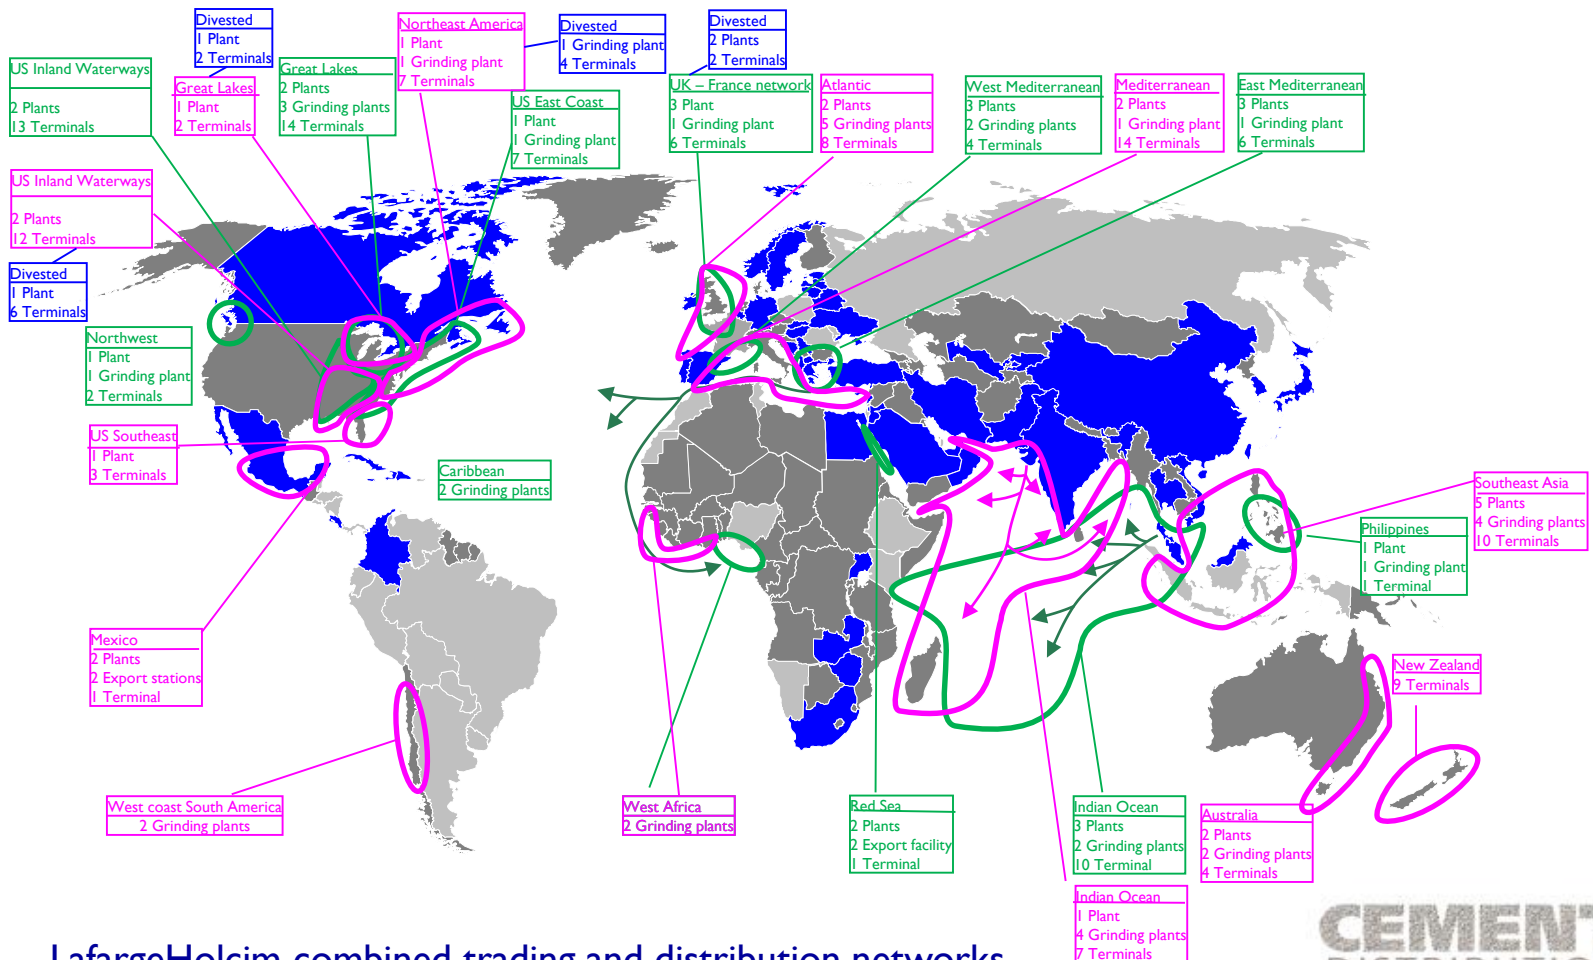 Divested
1 Plant
2 Terminals
Northeast America
1 Plant
1 Grinding plant
7 Terminals
Divested
1 Grinding plant
4 Terminals
Divested
2 Plants
2 Terminals
US Inland Waterways
2 Plants
13 Terminals
Great Lakes
1 Plant
2 Terminals
Great Lakes
2 Plants
3 Grinding plants
14 Terminals
US East Coast
1 Plant
1 Grinding plant
7 Terminals
UK – France network
3 Plant
1 Grinding plant
6 Terminals
Atlantic
2 Plants
5 Grinding plants
8 Terminals
West Mediterranean
3 Plants
2 Grinding plants
4 Terminals
Mediterranean
2 Plants
1 Grinding plant
14 Terminals
East Mediterranean
3 Plants
1 Grinding plant
6 Terminals
US Inland Waterways
2 Plants
12 Terminals
Divested
1 Plant
6 Terminals
Northwest
1 Plant
1 Grinding plant
2 Terminals
US Southeast
1 Plant
3 Terminals
Caribbean
2 Grinding plants
Southeast Asia
5 Plants
4 Grinding plants
10 Terminals
Philippines
1 Plant
1 Grinding plant
1 Terminal
Mexico
2 Plants
2 Export stations
1 Terminal
New Zealand
9 Terminals
West coast South America
2 Grinding plants
West Africa
2 Grinding plants
Red Sea
2 Plants
2 Export facility
1 Terminal
Indian Ocean
3 Plants
2 Grinding plants
10 Terminal
Australia
2 Plants
2 Grinding plants
4 Terminals
Indian Ocean
1 Plant
4 Grinding plants
7 Terminals
LafargeHolcim combined trading and distribution networks
CEMENT